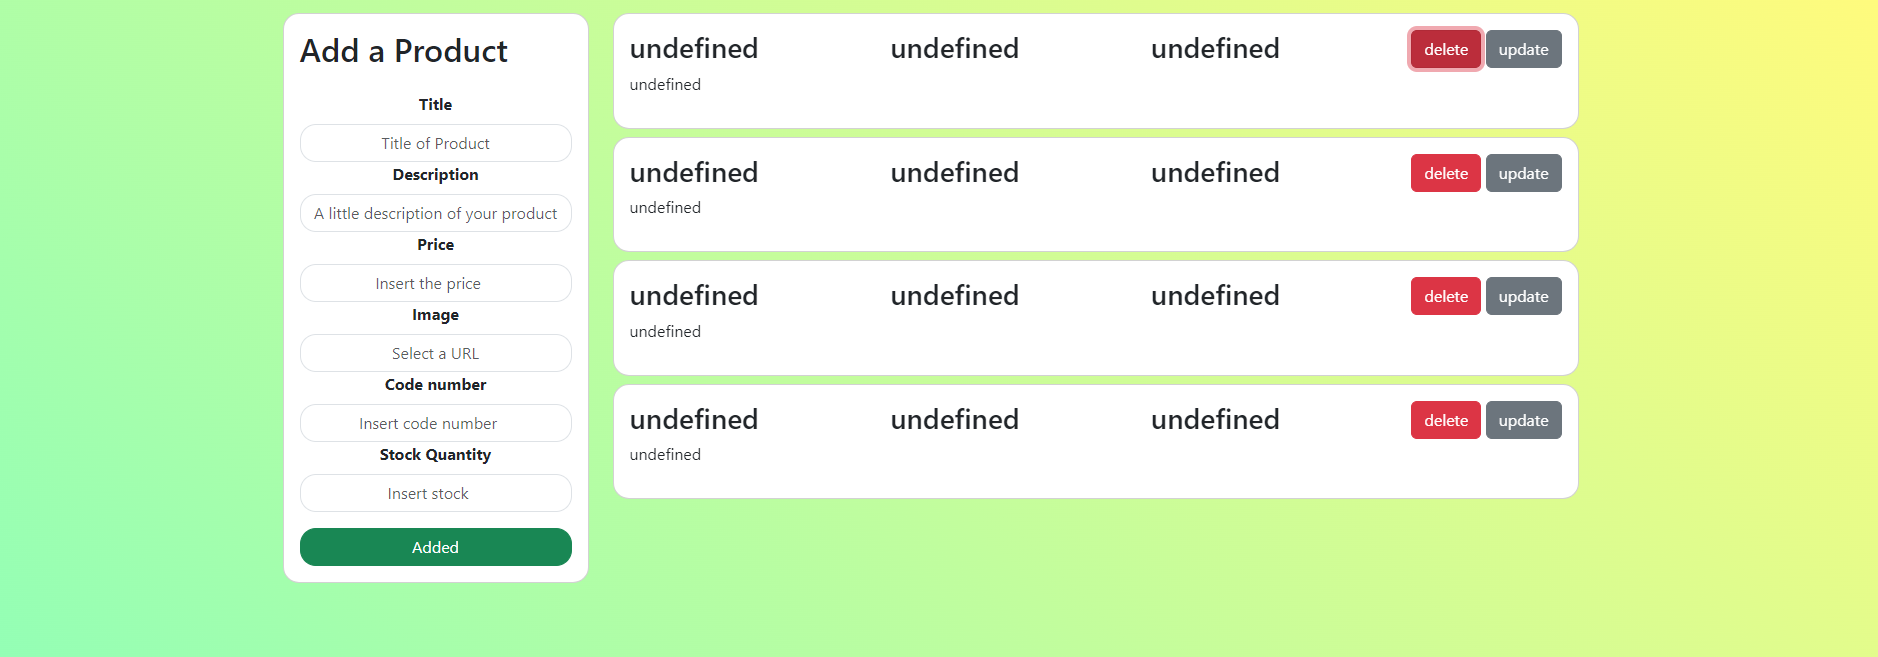 Add a Product
Title
Title of Product
Description
A little description of your product
Price
Insert the price
Image
Select a URL
Code number
Insert code number
Stock Quantity
Insert stock
Added
undefined undefined undefined delete update
undefined
undefined undefined undefined delete update
undefined
undefined undefined undefined delete update
undefined
undefined undefined undefined delete update
undefined